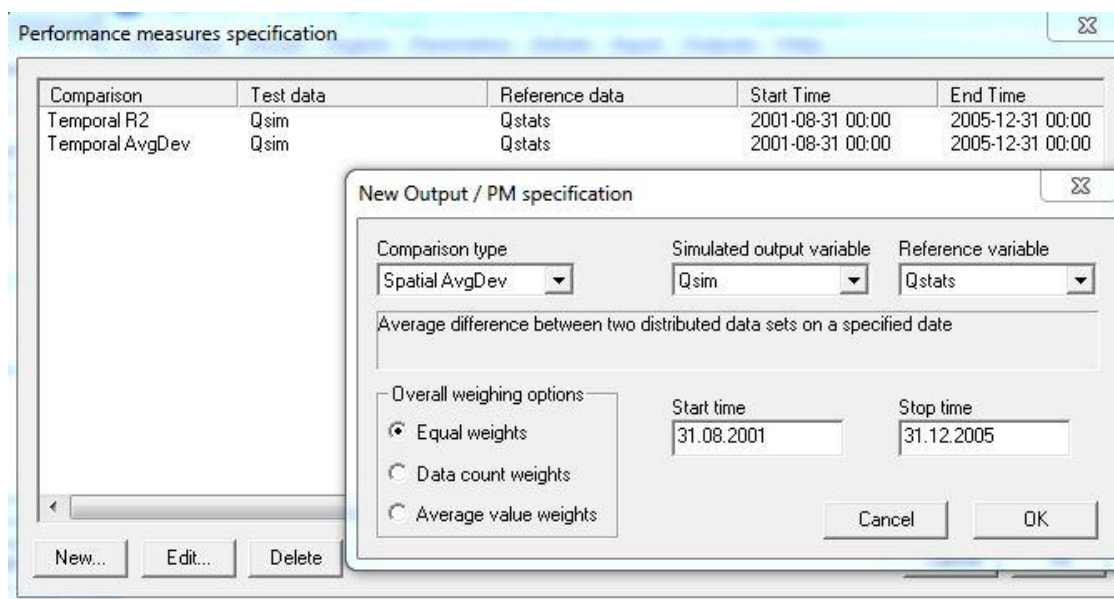 Performance measures specification
Comparison Test data Reference data Start Time End Time
Temporal R2 Qsim Qstats 2001-08-31 00:00 2005-12-31 00:00
Temporal AvgDev Qsim Qstats 2001-08-31 00:00 2005-12-31 00:00
New Output / PM specification
Comparison type Simulated output variable Reference variable
Spatial AvgDev Qsim Qstats
Average difference between two distributed data sets on a specified date
Overall weighing options
Equal weights
Data count weights
Average value weights
Start time Stop time
31.08.2001 31.12.2005
Cancel OK
New... Edit... Delete